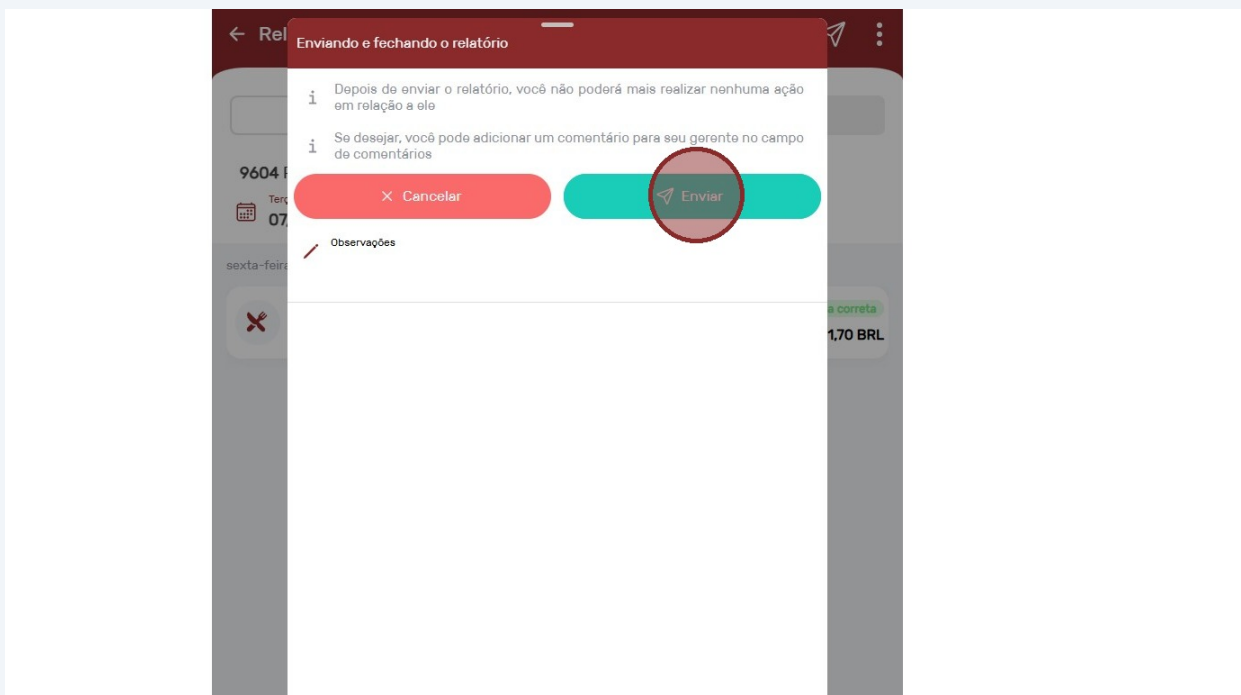 Rel
Enviando e fechando o relatório
Depois de enviar o relatório, você não poderá mais realizar nenhuma ação
em relação a ele
Se desejar, você pode adicionar um comentário para seu gerente no campo
de comentários
9604
Cancelar
Enviar
Terç
07
Observações
sexta-feira
a correta
1,70 BRL